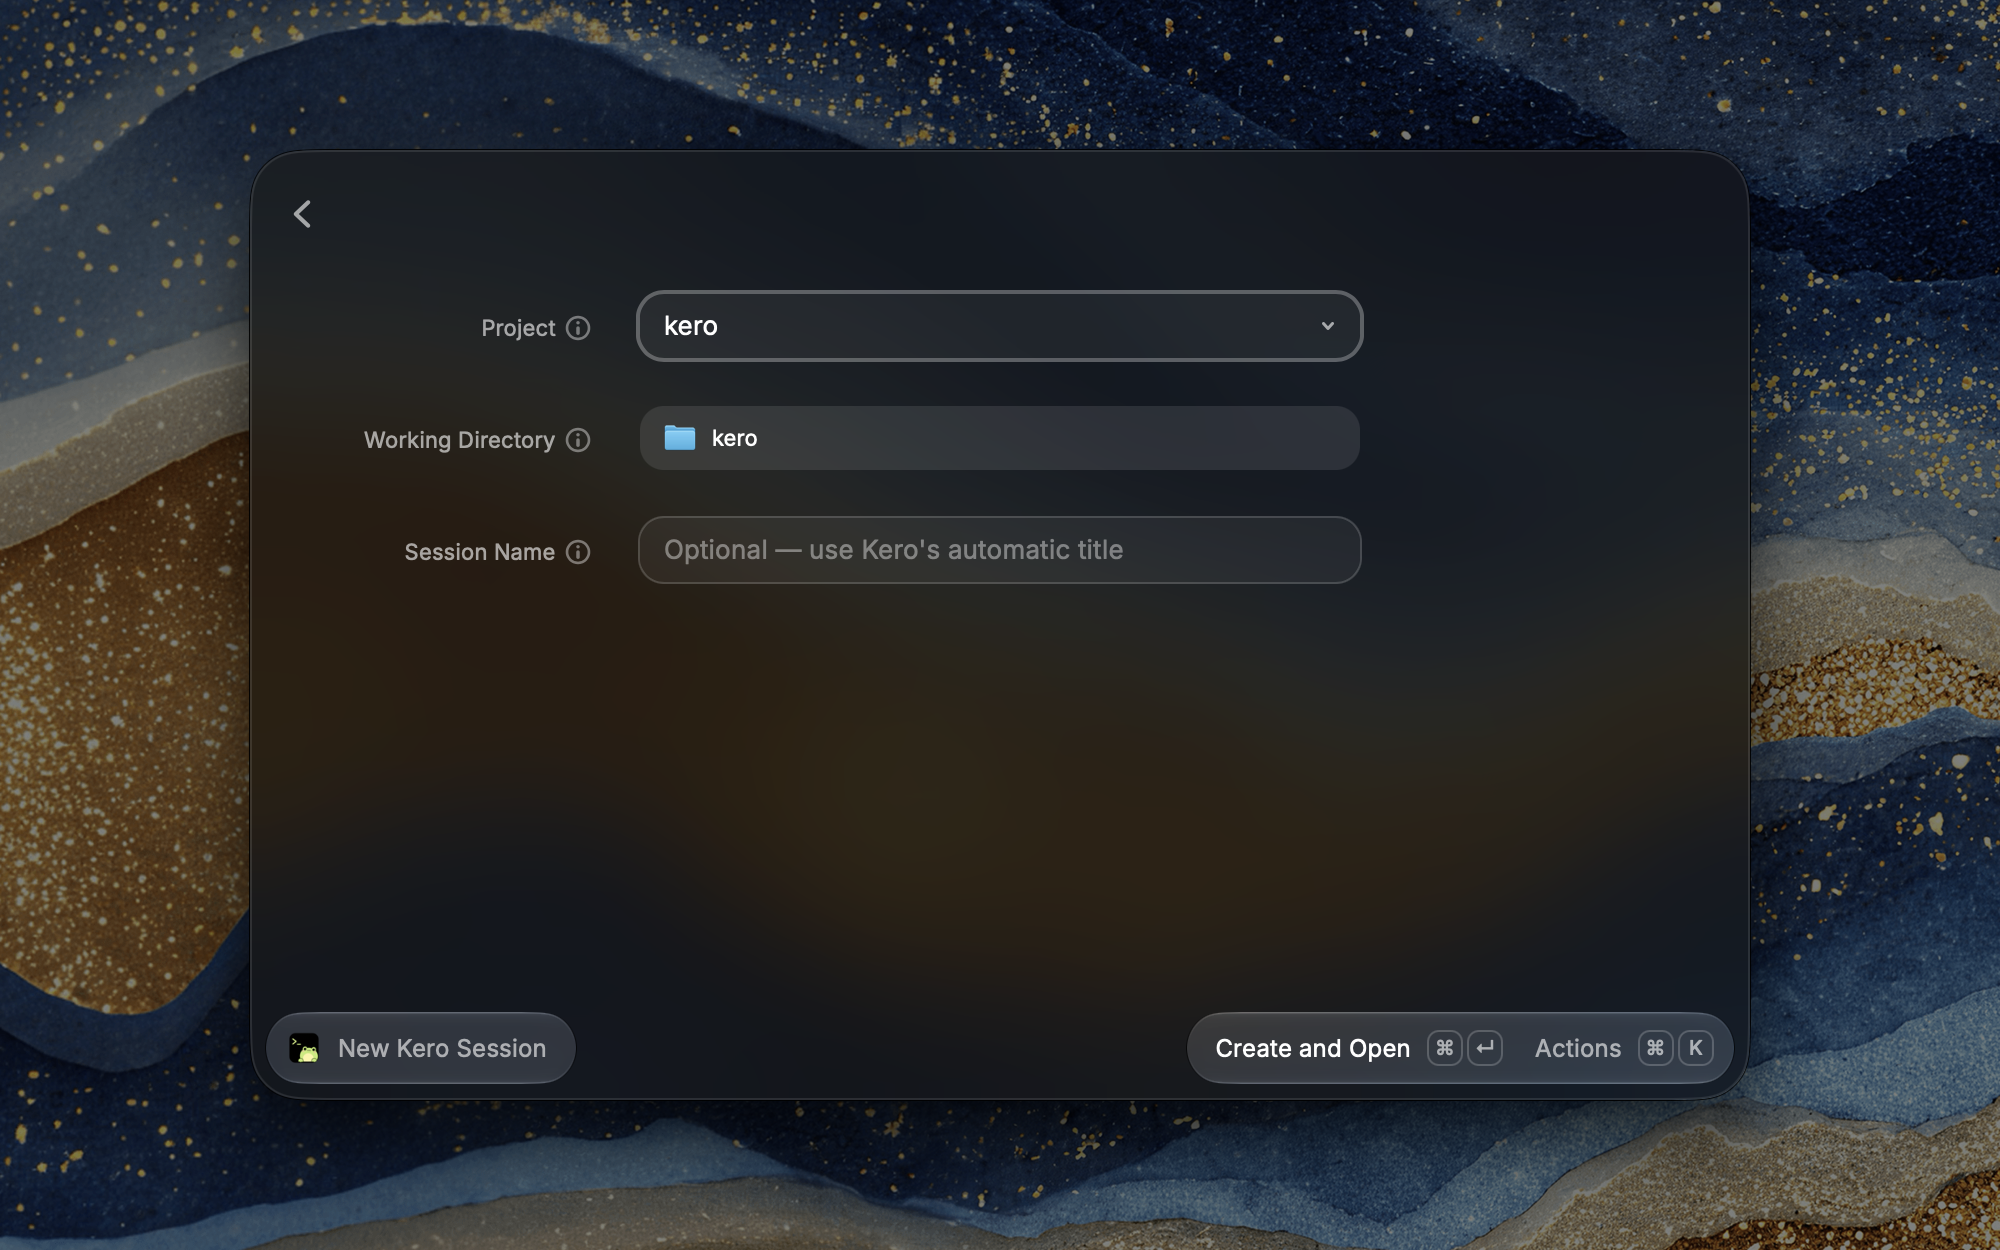 Project
kero
Working Directory
kero
Session Name
Optional — use Kero's automatic title
New Kero Session
Create and Open ⌘ ↵ Actions ⌘ K